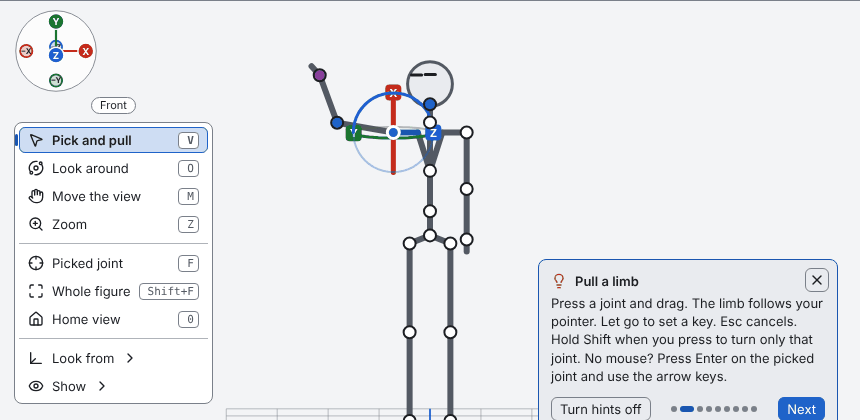 Y
-X
Z
X
-Y
Front
Pick and pull V
Look around O
Move the view M
Zoom Z
Picked joint F
Whole figure Shift+F
Home view 0
Look from
Show
X
Y
Z
Pull a limb
Press a joint and drag. The limb follows your
pointer. Let go to set a key. Esc cancels.
Hold Shift when you press to turn only that
joint. No mouse? Press Enter on the picked
joint and use the arrow keys.
Turn hints off
Next